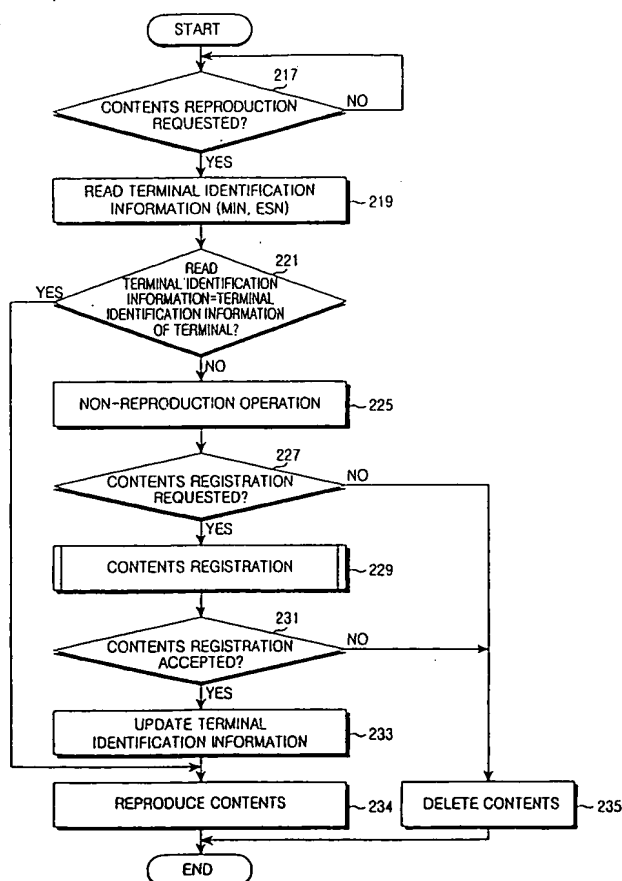 START
217
CONTENTS REPRODUCTION
REQUESTED?
NO
YES
READ TERMINAL IDENTIFICATION
INFORMATION (MIN, ESN)
219
221
READ
TERMINAL IDENTIFICATION
INFORMATION=TERMINAL
IDENTIFICATION INFORMATION
OF TERMINAL?
YES
NO
NON-REPRODUCTION OPERATION
225
227
CONTENTS REGISTRATION
REQUESTED?
NO
YES
CONTENTS REGISTRATION
229
231
CONTENTS REGISTRATION
ACCEPTED?
NO
YES
UPDATE TERMINAL
IDENTIFICATION INFORMATION
233
REPRODUCE CONTENTS
234
DELETE CONTENTS
235
END